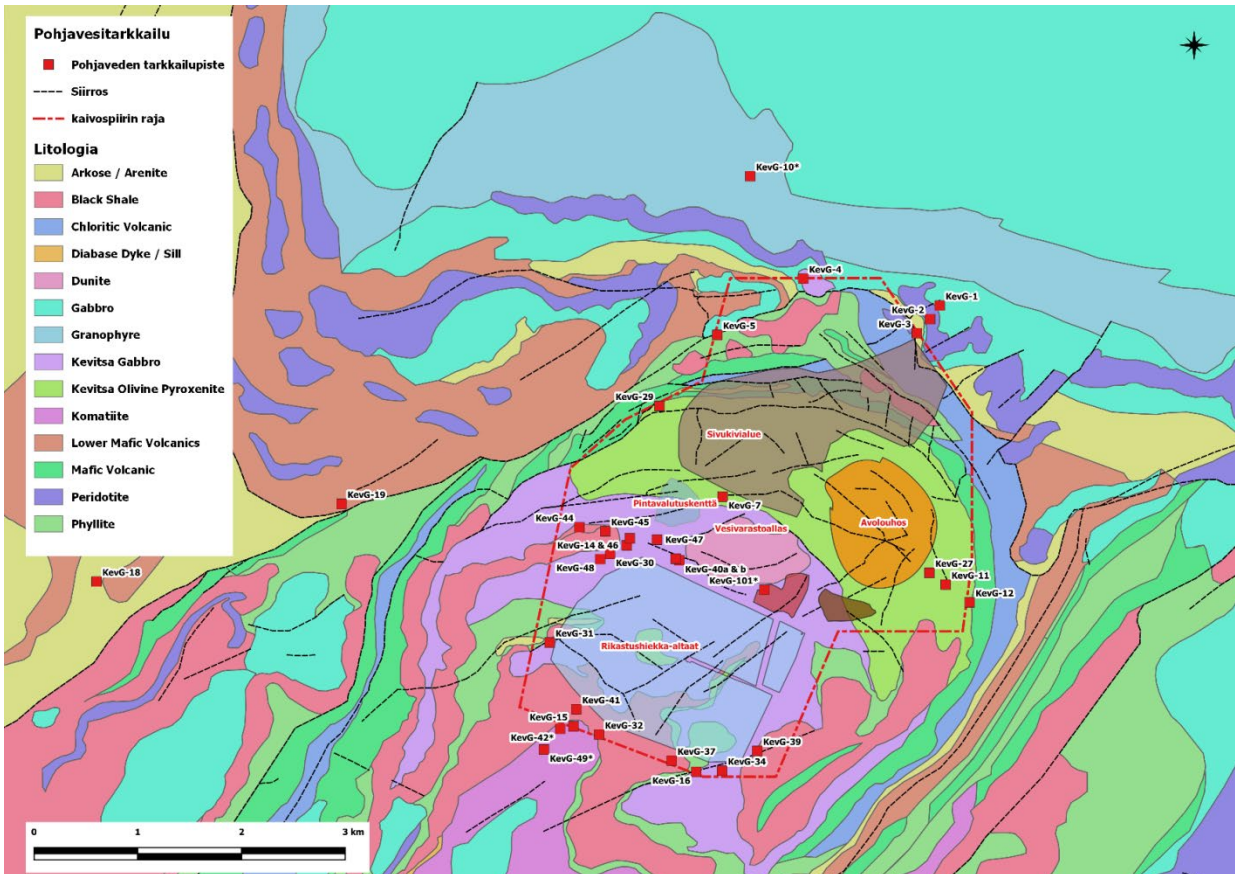 Pohjavesitarkkailu
Pohjaveden tarkkailupiste
Siirros
kaivospiirin raja
Litologia
Arkose / Arenite
Black Shale
Chloritic Volcanic
Diabase Dyke / Sill
Dunite
Gabbro
Granophyre
Kevitsa Gabbro
Kevitsa Olivine Pyroxenite
Komatiite
Lower Mafic Volcanics
Mafic Volcanic
Peridotite
Phyllite
KevG-10*
KevG-4
KevG-1
KevG-2
KevG-3
KevG-5
KevG-29
Sivukivialue
KevG-19
Pintavalutuskenttä
KevG-7
KevG-44
KevG-45
Vesivarastoallas
Avolouhos
KevG-14 & 46
KevG-47
KevG-48
KevG-30
KevG-40a & b
KevG-27
KevG-18
KevG-101*
KevG-11
KevG-12
KevG-31
Rikastushiekka-altaat
KevG-41
KevG-15
KevG-32
KevG-42*
KevG-39
KevG-49*
KevG-37
KevG-34
KevG-16
0 1 2 3 km